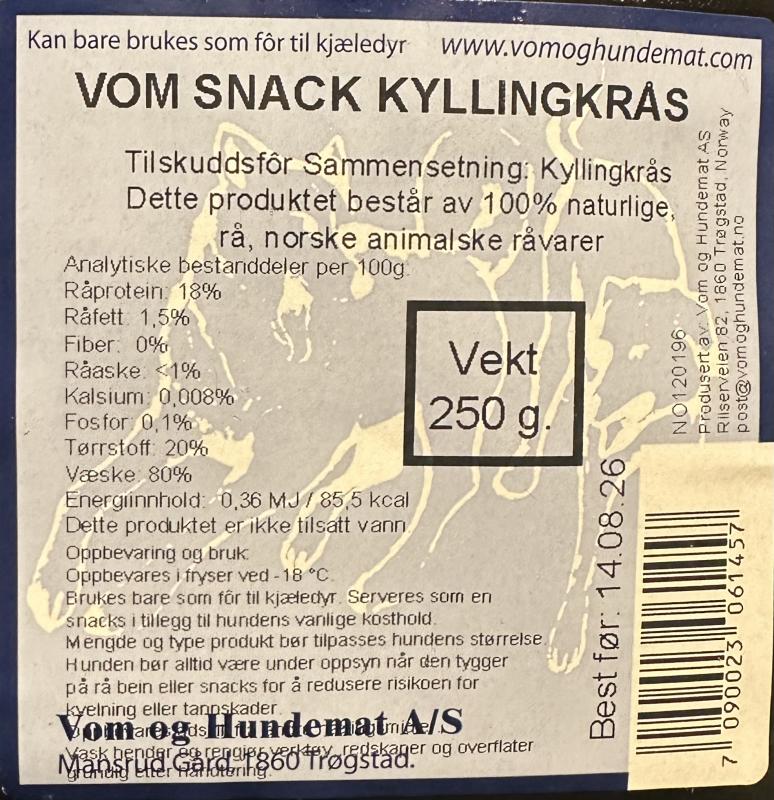 Kan bare brukes som fôr til kjæledyr
www.vomoghundemat.com
VOM SNACK KYLLINGKRÅS
Tilskuddsfôr Sammensetning: Kyllingkrås
Dette produktet består av 100% naturlige,
rå, norske animalske råvarer
Analytiske bestanddeler per 100g:
Råprotein: 18%
Råfett: 1,5%
Fiber: 0%
Råaske: <1%
Kalsium: 0,008%
Fosfor: 0,1%
Tørrstoff: 20%
Væske: 80%
Energiinnhold: 0,36 MJ / 85,5 kcal
Dette produktet er ikke tilsatt vann.
Vekt
250 g.
Oppbevaring og bruk:
Oppbevares i fryser ved -18 °C.
Brukes bare som fôr til kjæledyr. Serveres som en
snacks i tillegg til hundens vanlige kosthold.
Mengde og type produkt bør tilpasses hundens størrelse.
Hunden bør alltid være under oppsyn når den tygger
på rå bein eller snacks for å redusere risikoen for
kvelning eller tannskader.
Vom og Hundemat A/S
Vask hender og rengjør verktøy, redskaper og overflater
Mansrud Gård, 1860 Trøgstad.
grundig etter håndtering.
NO120196
Produsert av: Vom og Hundemat AS
Riiserveien 82, 1860 Trøgstad, Norway
post@vomoghundemat.no
Best før: 14.08.26
7 090023 061457